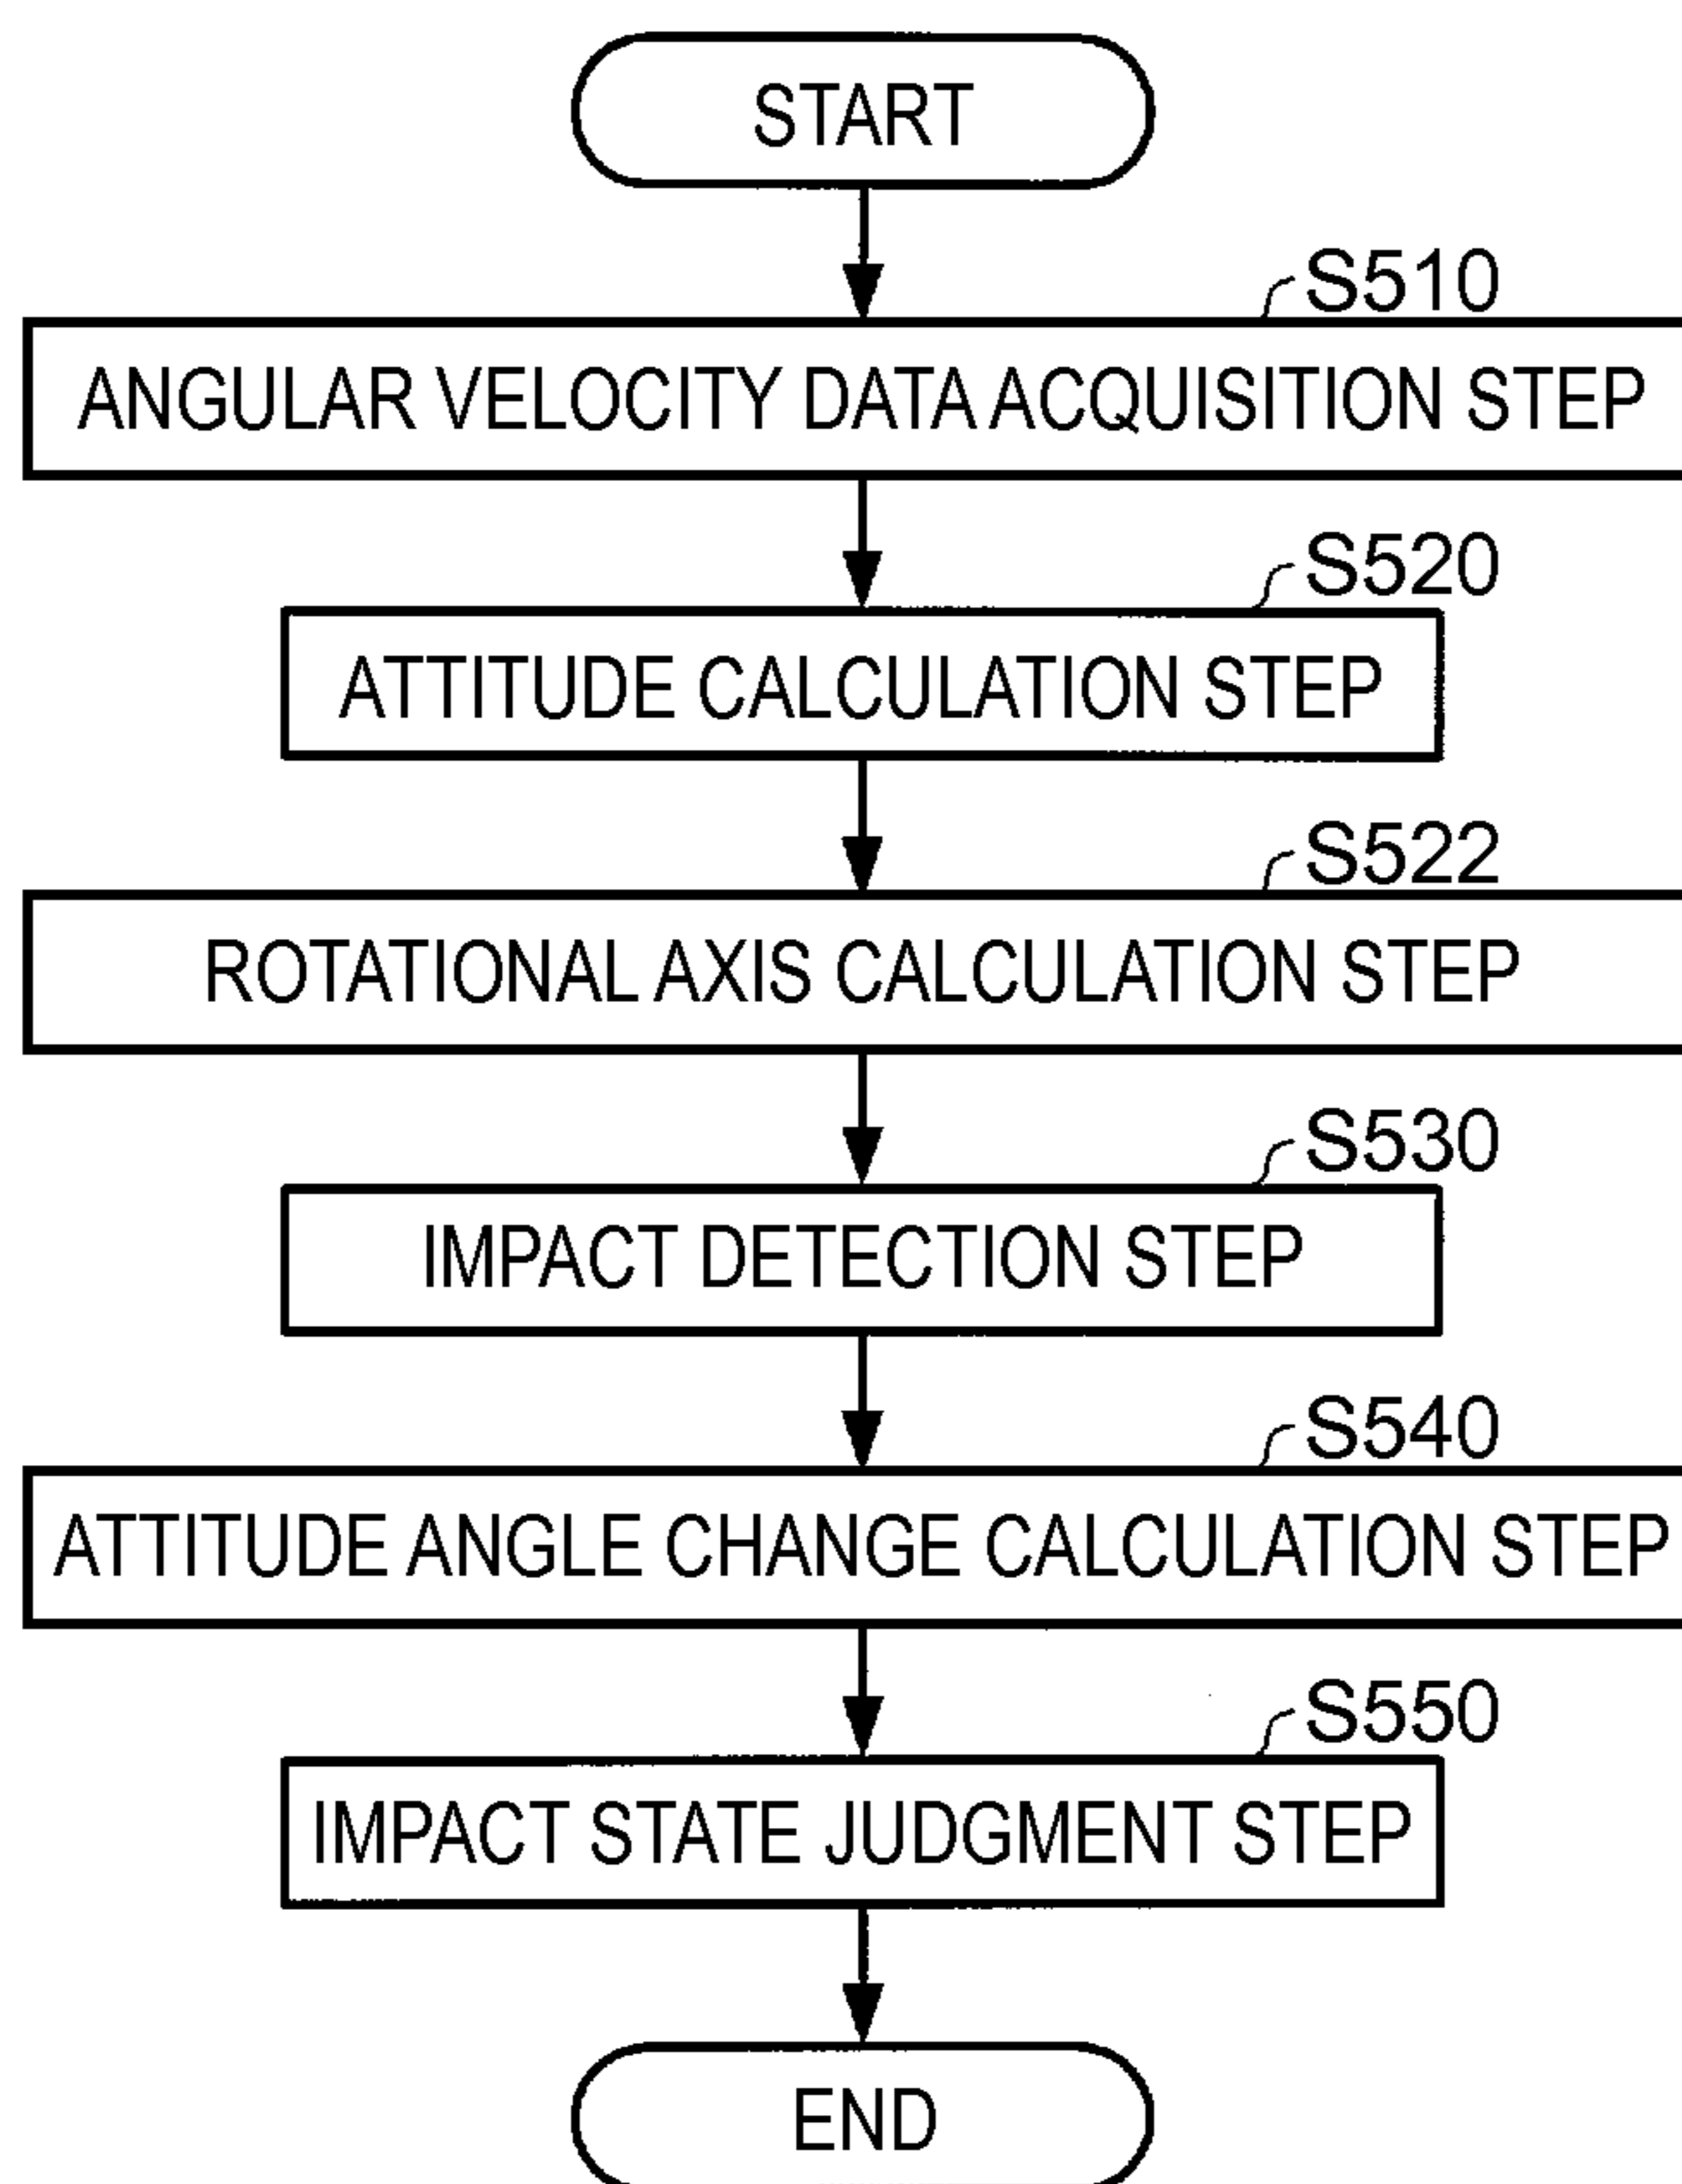 START
S510
ANGULAR VELOCITY DATA ACQUISITION STEP
S520
ATTITUDE CALCULATION STEP
S522
ROTATIONAL AXIS CALCULATION STEP
S530
IMPACT DETECTION STEP
S540
ATTITUDE ANGLE CHANGE CALCULATION STEP
S550
IMPACT STATE JUDGMENT STEP
END